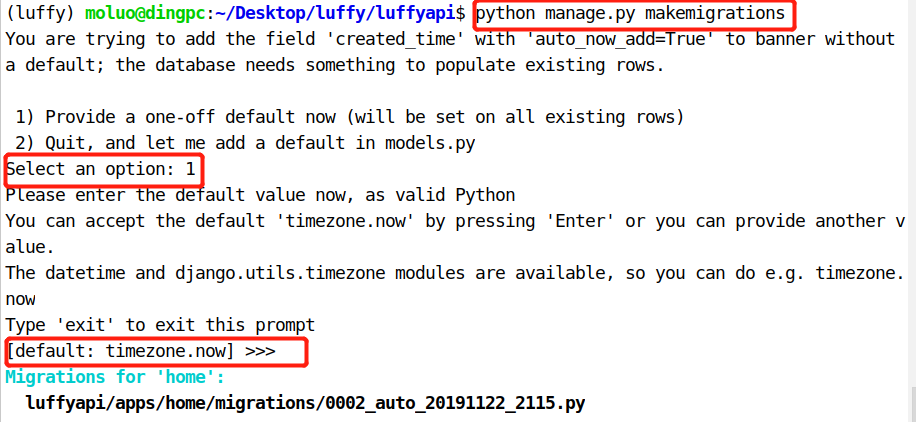 (luffy) moluo@dingpc:~/Desktop/luffy/luffyapi$ python manage.py makemigrations
You are trying to add the field 'created_time' with 'auto_now_add=True' to banner without
a default; the database needs something to populate existing rows.
1) Provide a one-off default now (will be set on all existing rows)
2) Quit, and let me add a default in models.py
Select an option: 1
Please enter the default value now, as valid Python
You can accept the default 'timezone.now' by pressing 'Enter' or you can provide another v
alue.
The datetime and django.utils.timezone modules are available, so you can do e.g. timezone.
now
Type 'exit' to exit this prompt
[default: timezone.now] >>>
Migrations for 'home':
luffyapi/apps/home/migrations/0002_auto_20191122_2115.py